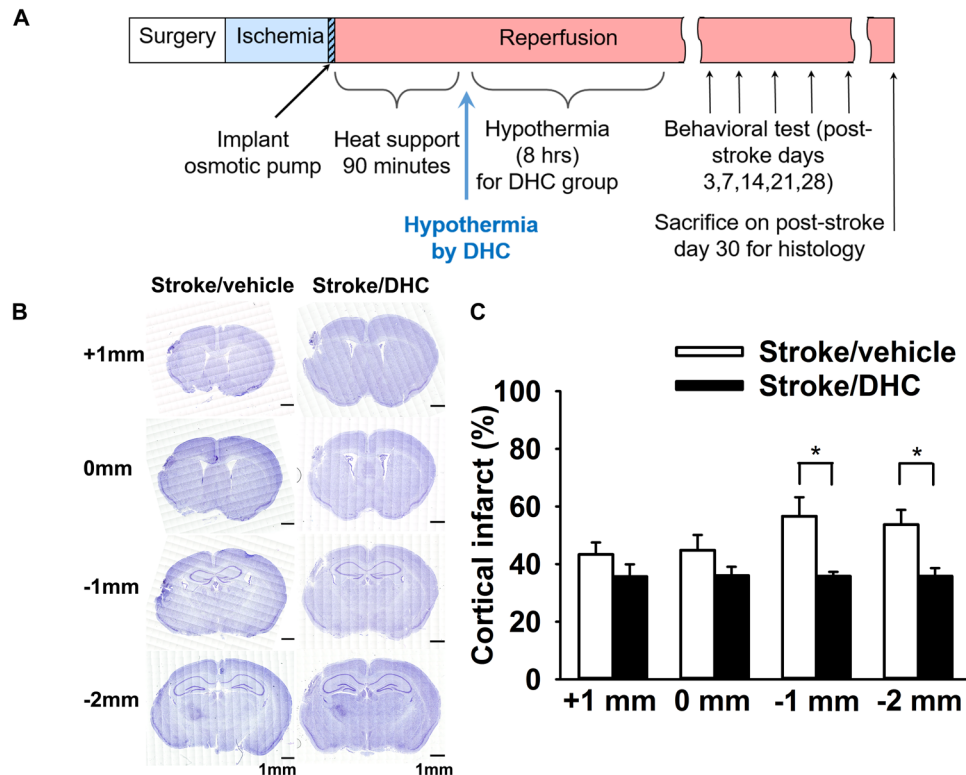 A
Surgery
Ischemia
Reperfusion
Implant
osmotic pump
Heat support
90 minutes
Hypothermia
(8 hrs)
for DHC group
Behavioral test (post-
stroke days
3,7,14,21,28)
Hypothermia
by DHC
Sacrifice on post-stroke
day 30 for histology
B
Stroke/vehicle
Stroke/DHC
+1mm
0mm
-1mm
-2mm
1mm
1mm
C
Stroke/vehicle
Stroke/DHC
Cortical infarct (%)
100
80
60
40
20
0
*
*
+1 mm
0 mm
-1 mm
-2 mm